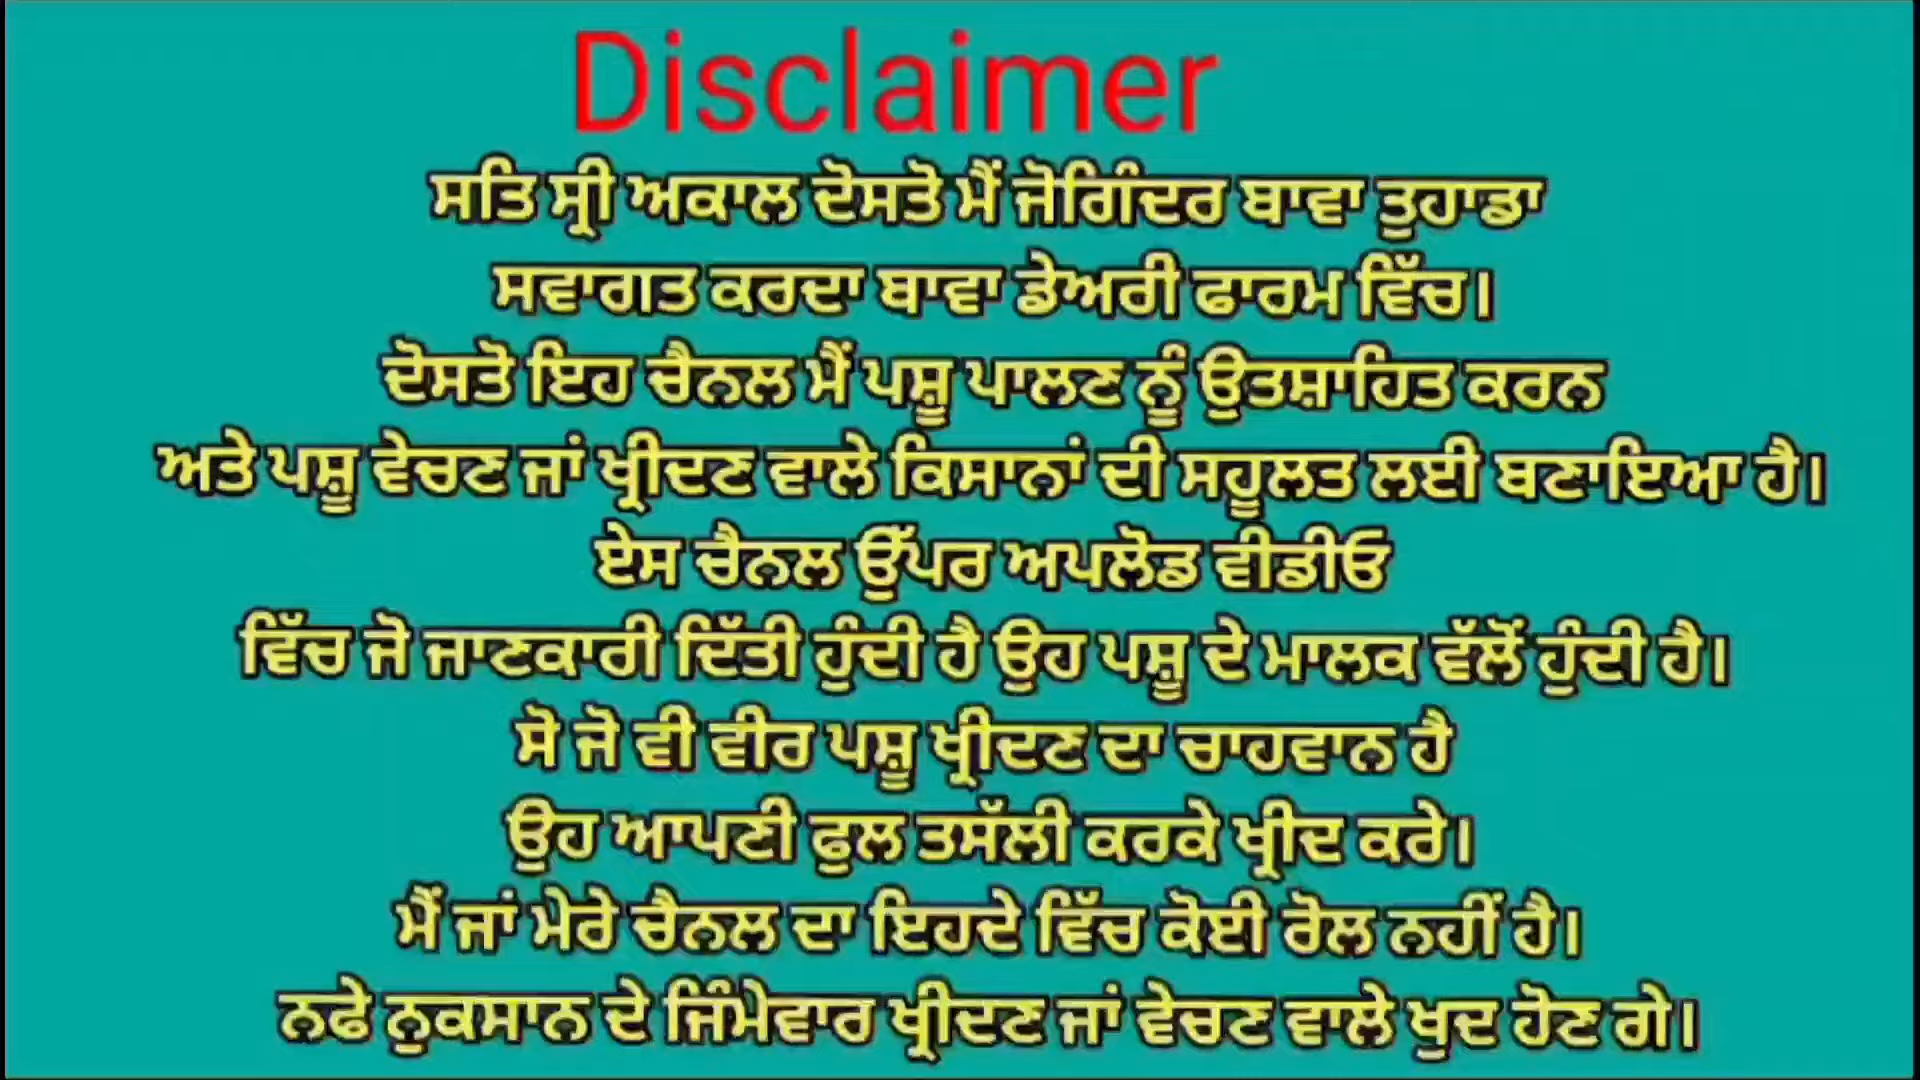 Disclaimer
ਸਤਿ ਸ੍ਰੀ ਅਕਾਲ ਦੋਸਤੋ ਮੈਂ ਜੋਗਿੰਦਰ ਬਾਵਾ ਤੁਹਾਡਾ
ਸਵਾਗਤ ਕਰਦਾ ਬਾਵਾ ਡੇਅਰੀ ਫਾਰਮ ਵਿੱਚ।
ਦੋਸਤੋ ਇਹ ਚੈਨਲ ਮੈਂ ਪਸ਼ੂ ਪਾਲਣ ਨੂੰ ਉਤਸ਼ਾਹਿਤ ਕਰਨ
ਅਤੇ ਪਸ਼ੂ ਵੇਚਣ ਜਾਂ ਖ੍ਰੀਦਣ ਵਾਲੇ ਕਿਸਾਨਾਂ ਦੀ ਸਹੂਲਤ ਲਈ ਬਣਾਇਆ ਹੈ।
ਏਸ ਚੈਨਲ ਉੱਪਰ ਅਪਲੋਡ ਵੀਡੀਓ
ਵਿੱਚ ਜੋ ਜਾਣਕਾਰੀ ਦਿੱਤੀ ਹੁੰਦੀ ਹੈ ਉਹ ਪਸ਼ੂ ਦੇ ਮਾਲਕ ਵੱਲੋਂ ਹੁੰਦੀ ਹੈ।
ਸੋ ਜੋ ਵੀ ਵੀਰ ਪਸ਼ੂ ਖ੍ਰੀਦਣ ਦਾ ਚਾਹਵਾਨ ਹੈ
ਉਹ ਆਪਣੀ ਫੁਲ ਤਸੱਲੀ ਕਰਕੇ ਖ੍ਰੀਦ ਕਰੇ।
ਮੈਂ ਜਾਂ ਮੇਰੇ ਚੈਨਲ ਦਾ ਇਹਦੇ ਵਿੱਚ ਕੋਈ ਰੋਲ ਨਹੀਂ ਹੈ।
ਨਫੇ ਨੁਕਸਾਨ ਦੇ ਜਿੰਮੇਵਾਰ ਖ੍ਰੀਦਣ ਜਾਂ ਵੇਚਣ ਵਾਲੇ ਖੁਦ ਹੋਣ ਗੇ।